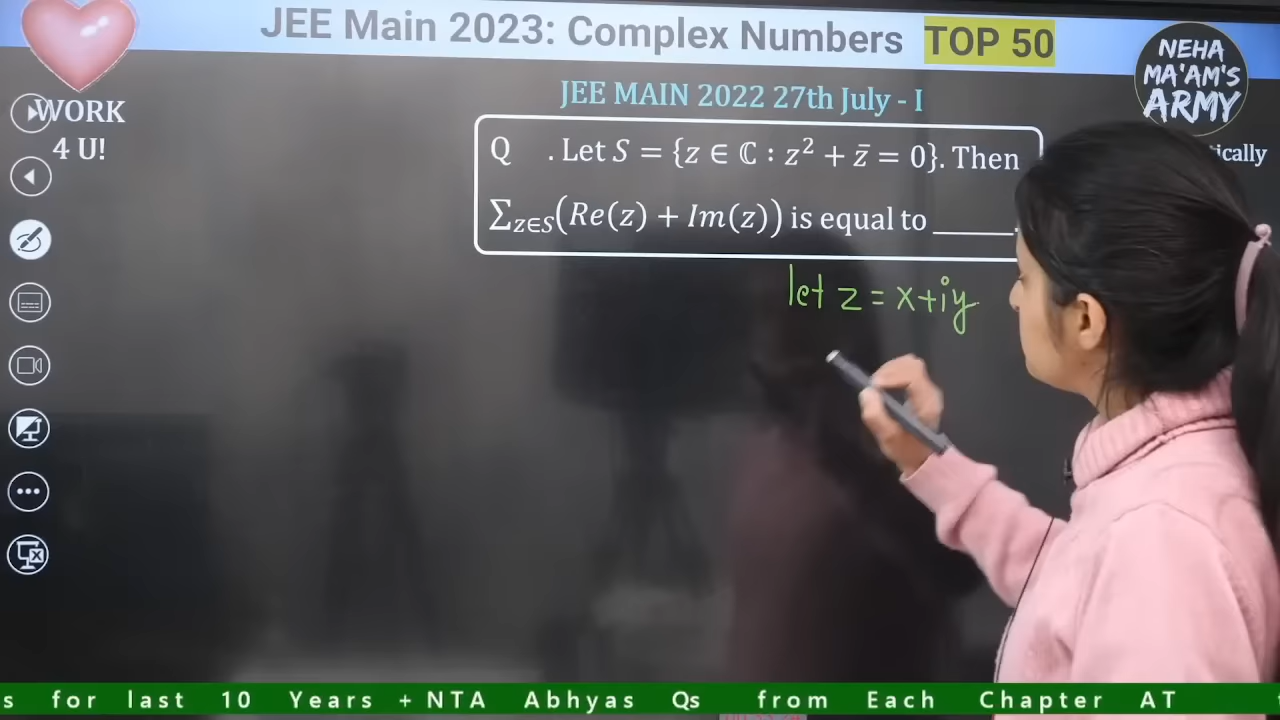 JEE Main 2023: Complex Numbers TOP 50
NEHA
MA'AM'S
ARMY
WORK
4 U!
JEE MAIN 2022 27th July - I
Q . Let S = {z ∈ ℂ : z² + z̄ = 0}. Then
∑z∈S(Re(z) + Im(z)) is equal to ______.
let z = x+iy
for last 10 Years + NTA Abhyas Qs from Each Chapter AT